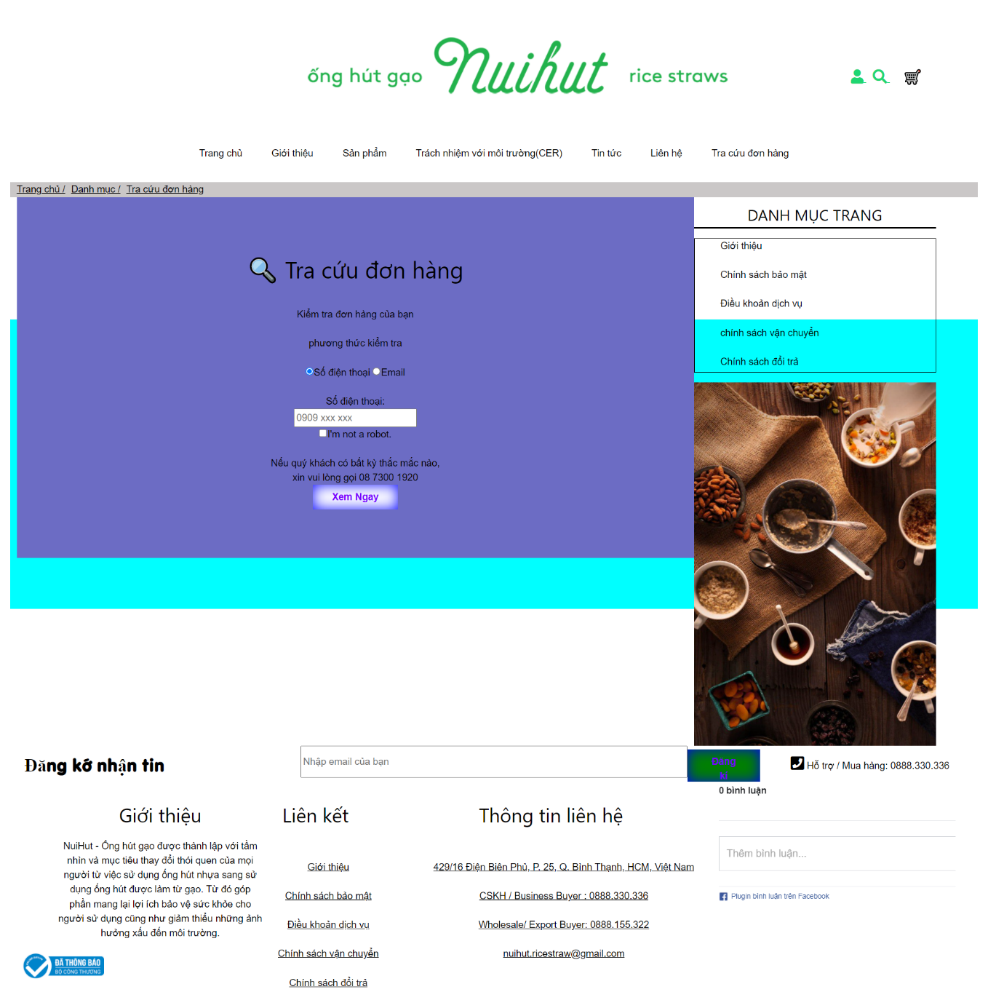 ống hút gạo Nuihut rice straws
Trang chủ Giới thiệu Sản phẩm Trách nhiệm với môi trường(CER) Tin tức Liên hệ Tra cứu đơn hàng
Trang chủ / Danh mục / Tra cứu đơn hàng
Tra cứu đơn hàng
Kiểm tra đơn hàng của bạn
phương thức kiểm tra
Số điện thoại Email
Số điện thoại:
0909 xxx xxx
I'm not a robot.
Nếu quý khách có bất kỳ thắc mắc nào,
xin vui lòng gọi 08 7300 1920
Xem Ngay
DANH MỤC TRANG
Giới thiệu
Chính sách bảo mật
Điều khoản dịch vụ
chính sách vận chuyển
Chính sách đổi trả
Đăng kớ nhận tin
Nhập email của bạn
Đăng
kí
Hỗ trợ / Mua hàng: 0888.330.336
0 bình luận
Thêm bình luận...
Plugin bình luận trên Facebook
Giới thiệu
NuiHut - Ống hút gạo được thành lập với tầm
nhìn và mục tiêu thay đổi thói quen của mọi
người từ việc sử dụng ống hút nhựa sang sử
dụng ống hút được làm từ gạo. Từ đó góp
phần mang lại lợi ích bảo vệ sức khỏe cho
người sử dụng cũng như giảm thiểu những ảnh
hưởng xấu đến môi trường.
ĐÃ THÔNG BÁO
BỘ CÔNG THƯƠNG
Liên kết
Giới thiệu
Chính sách bảo mật
Điều khoản dịch vụ
Chính sách vận chuyển
Chính sách đổi trả
Thông tin liên hệ
429/16 Điện Biên Phủ, P. 25, Q. Bình Thạnh, HCM, Việt Nam
CSKH / Business Buyer : 0888.330.336
Wholesale/ Export Buyer: 0888.155.322
nuihut.ricestraw@gmail.com